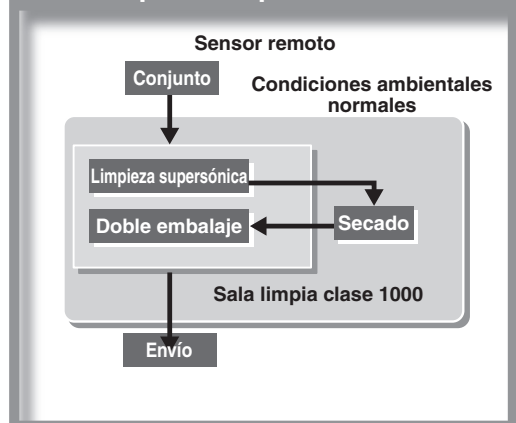 Sensor remoto
Conjunto
Condiciones ambientales
normales
Limpieza supersónica
Doble embalaje
Secado
Sala limpia clase 1000
Envío